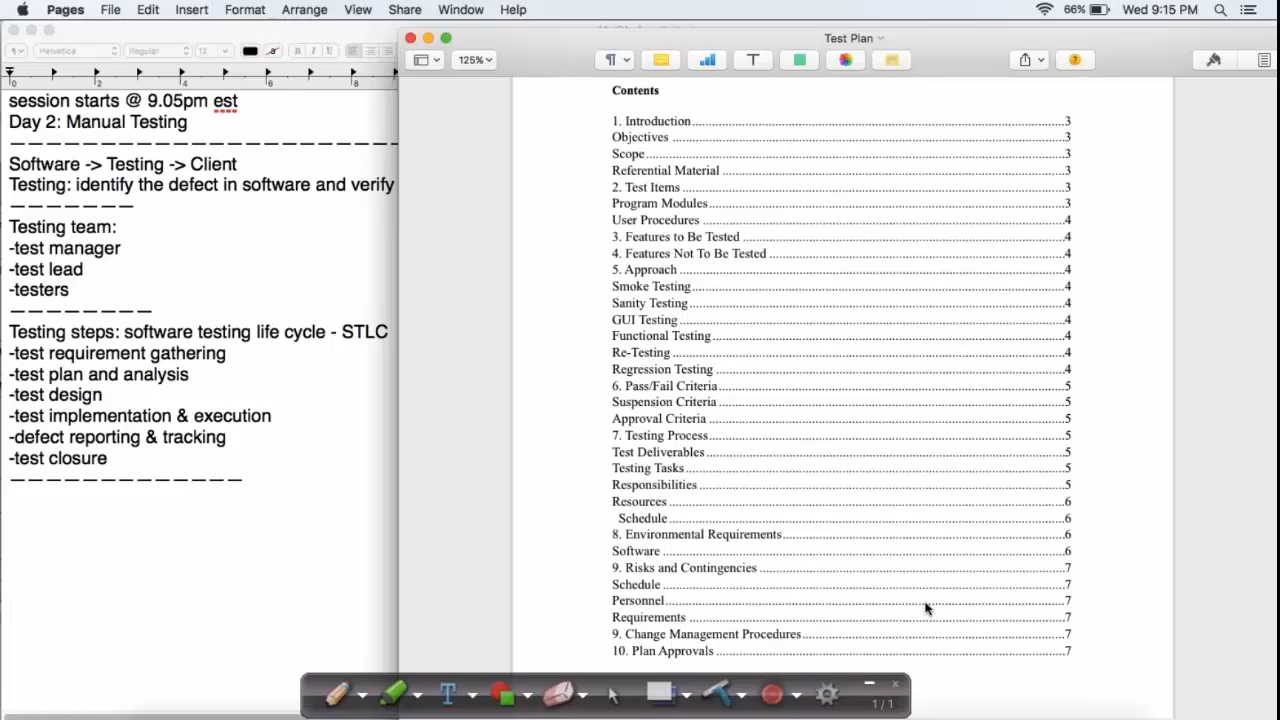 Pages File Edit Insert Format Arrange View Share Window Help 66% Wed 9:15 PM
Helvetica Regular 12 B I U
0 2 4 6 8
session starts @ 9.05pm est
Day 2: Manual Testing
Software -> Testing -> Client
Testing: identify the defect in software and verify
Testing team:
-test manager
-test lead
-testers
Testing steps: software testing life cycle - STLC
-test requirement gathering
-test plan and analysis
-test design
-test implementation & execution
-defect reporting & tracking
-test closure
Test Plan
125%
Contents
1. Introduction 3
Objectives 3
Scope 3
Referential Material 3
2. Test Items 3
Program Modules 3
User Procedures 4
3. Features to Be Tested 4
4. Features Not To Be Tested 4
5. Approach 4
Smoke Testing 4
Sanity Testing 4
GUI Testing 4
Functional Testing 4
Re-Testing 4
Regression Testing 4
6. Pass/Fail Criteria 5
Suspension Criteria 5
Approval Criteria 5
7. Testing Process 5
Test Deliverables 5
Testing Tasks 5
Responsibilities 5
Resources 6
Schedule 6
8. Environmental Requirements 6
Software 6
9. Risks and Contingencies 7
Schedule 7
Personnel 7
Requirements 7
9. Change Management Procedures 7
10. Plan Approvals 7
1 / 1